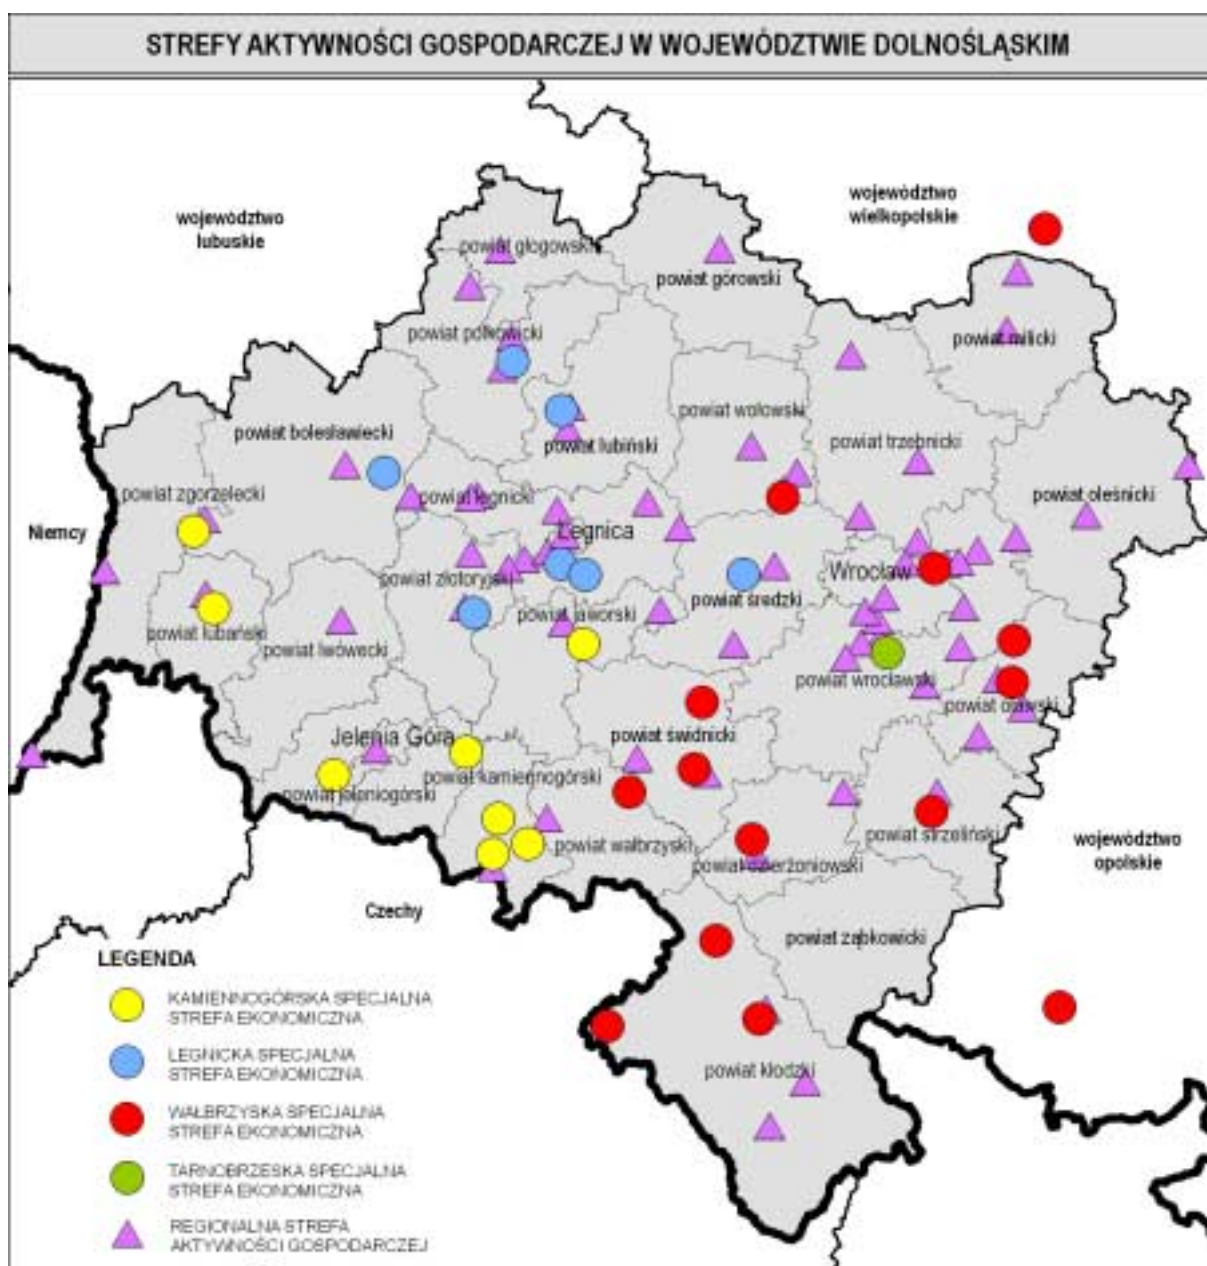 STREFY AKTYWNOŚCI GOSPODARCZEJ W WOJEWÓDZTWIE DOLNOŚLĄSKIM
województwo
lubuskie
województwo
wielkopolskie
powiat głogowski
powiat górowski
powiat polkowicki
powiat milicki
powiat bolesławiecki
powiat lubiński
powiat wołowski
powiat trzebnicki
powiat zgorzelecki
powiat legnicki
powiat oleśnicki
Niemcy
Legnica
powiat złotoryjski
Wrocław
powiat średzki
powiat jaworski
powiat lubański
powiat lwówecki
powiat wrocławski
powiat oławski
Jelenia Góra
powiat świdnicki
powiat kamiennogórski
powiat jeleniogórski
powiat wałbrzyski
powiat strzeliński
powiat dzierżoniowski
województwo
opolskie
Czechy
powiat ząbkowicki
powiat kłodzki
LEGENDA
KAMIENNOGÓRSKA SPECJALNA
STREFA EKONOMICZNA
LEGNICKA SPECJALNA
STREFA EKONOMICZNA
WAŁBRZYSKA SPECJALNA
STREFA EKONOMICZNA
TARNOBRZESKA SPECJALNA
STREFA EKONOMICZNA
REGIONALNA STREFA
AKTYWNOŚCI GOSPODARCZEJ